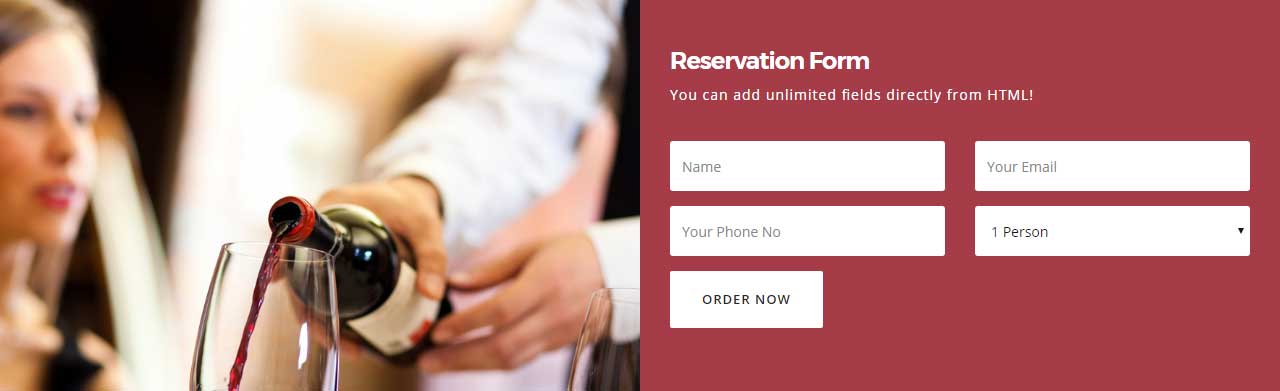 Reservation Form
You can add unlimited fields directly from HTML!
Name
Your Email
Your Phone No
1 Person
ORDER NOW